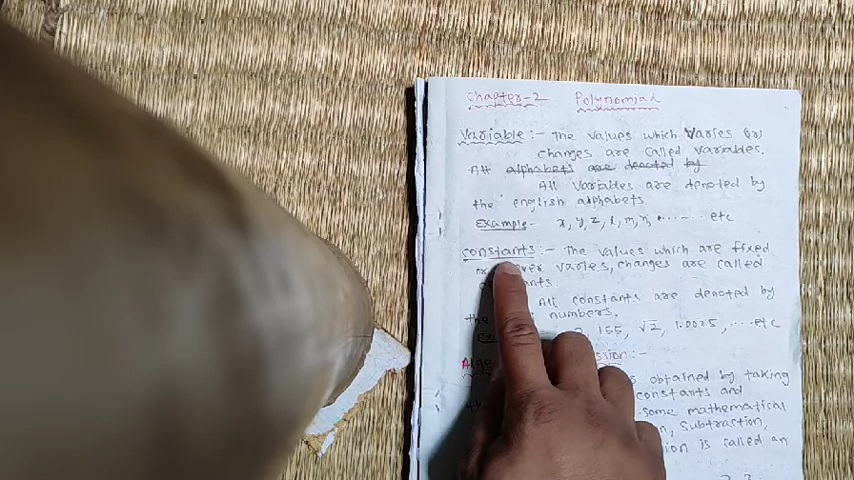 Chapter-2 Polynomial
Variable :- The values which varies (or)
changes are called variables.
All alphabets are denoted by
All variables are denoted by
the english alphabets.
Example- x, y, z, l, m, n, ........ etc
Constants :- The values which are fixed
varies, changes are called
All constants are denoted by
the numbers.
2, 155, √2, 1.0025, .....etc
:-
obtained by taking
constants and
some mathematical
Subtraction,
is called an